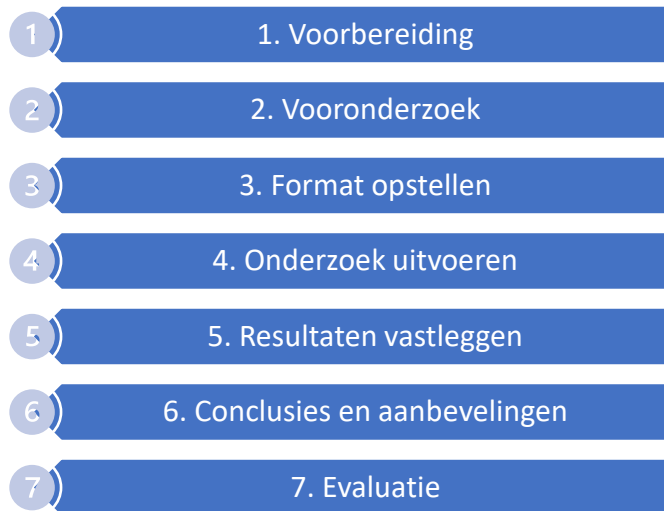 1
1. Voorbereiding
2
2. Vooronderzoek
3
3. Format opstellen
4
4. Onderzoek uitvoeren
5
5. Resultaten vastleggen
6
6. Conclusies en aanbevelingen
7
7. Evaluatie